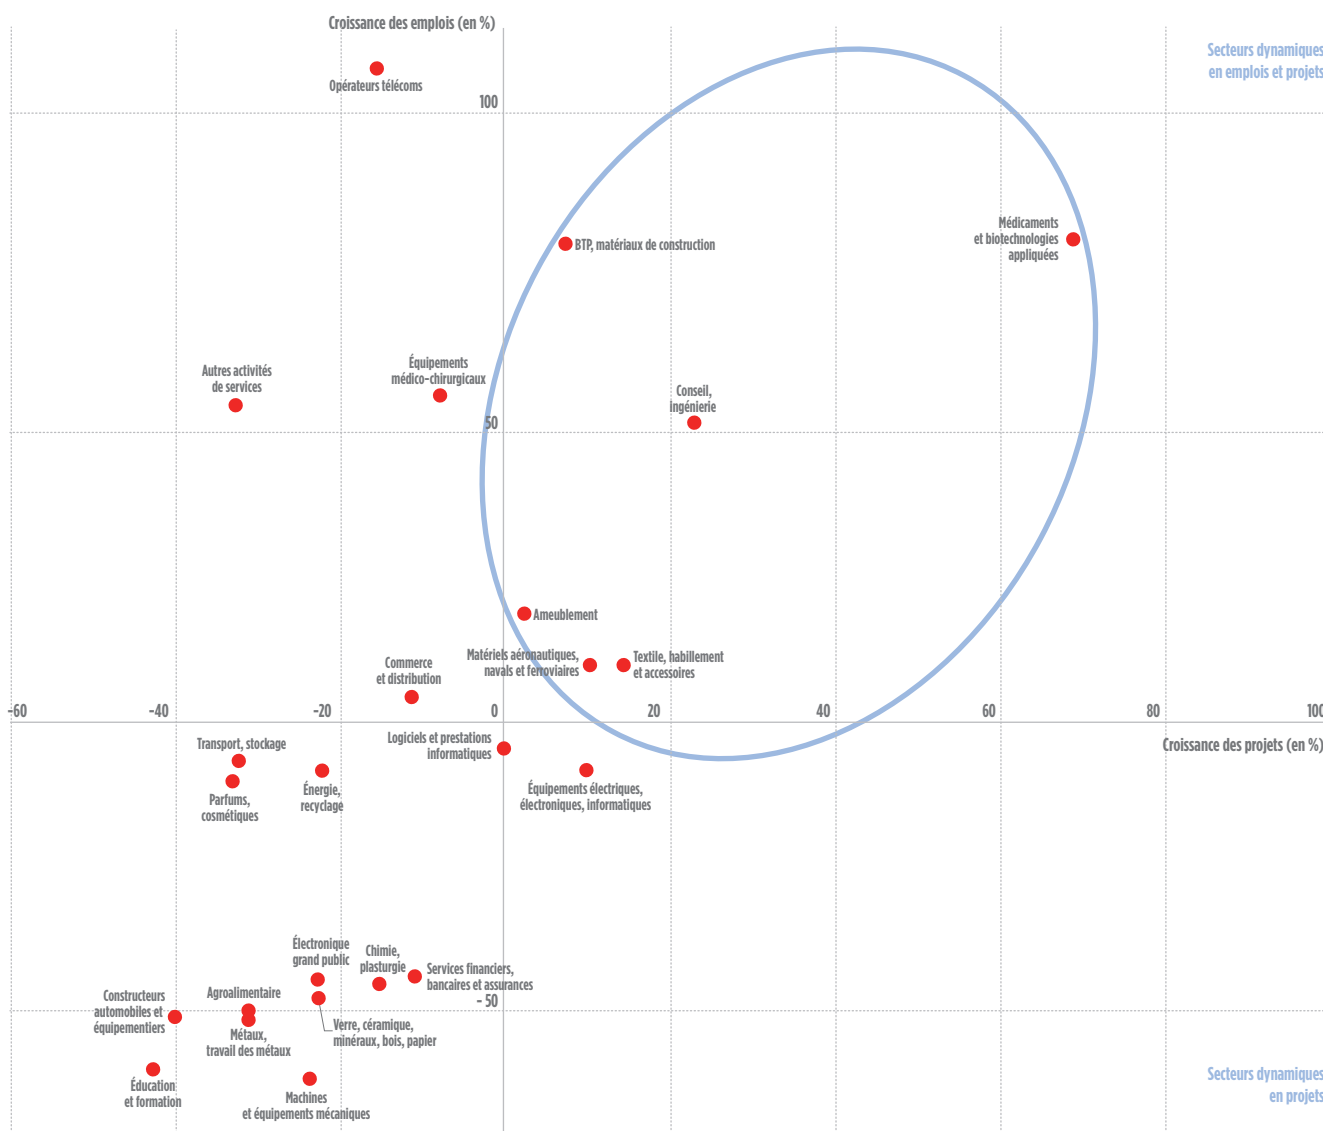 Croissance des emplois (en %)
Secteurs dynamiques
en emplois et projets
Opérateurs télécoms
100
BTP, matériaux de construction
Médicaments
et biotechnologies
appliquées
Autres activités
de services
Équipements
médico-chirurgicaux
Conseil,
ingénierie
50
Ameublement
Matériels aéronautiques,
navals et ferroviaires
Textile, habillement
et accessoires
Commerce
et distribution
-60
-40
-20
0
20
40
60
80
100
Croissance des projets (en %)
Logiciels et prestations
informatiques
Transport, stockage
Parfums,
cosmétiques
Énergie,
recyclage
Équipements électriques,
électroniques, informatiques
Électronique
grand public
Chimie,
plasturgie
Services financiers,
bancaires et assurances
- 50
Constructeurs
automobiles et
équipementiers
Agroalimentaire
Métaux,
travail des métaux
Verre, céramique,
minéraux, bois, papier
Éducation
et formation
Machines
et équipements mécaniques
Secteurs dynamiques
en projets